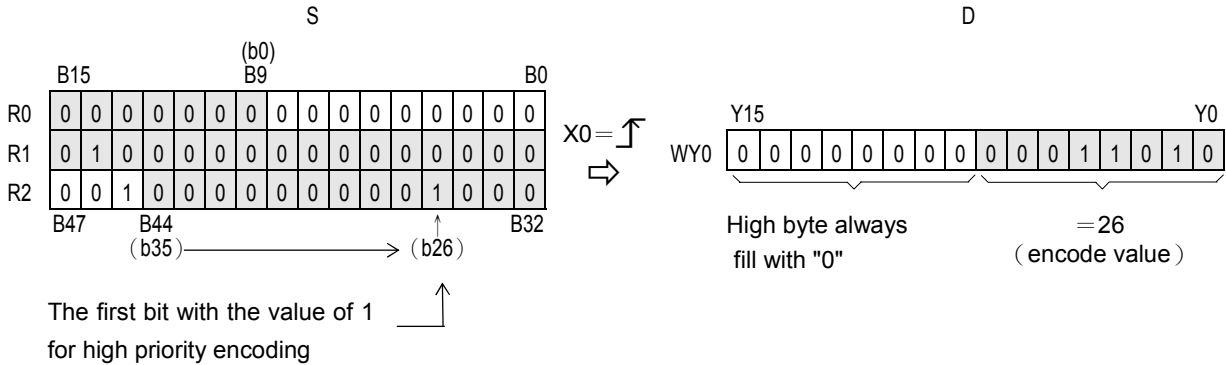 S D
(b0)
B15 B9 B0 Y15 Y0
R0 0 0 0 0 0 0 0 0 0 0 0 0 0 0 0 0
X0=
R1 0 1 0 0 0 0 0 0 0 0 0 0 0 0 0 0 WY0 0 0 0 0 0 0 0 0 0 0 0 1 1 0 1 0
R2 0 0 1 0 0 0 0 0 0 0 0 0 1 0 0 0
B47 B44 B32
(b35) (b26)
High byte always =26
fill with "0" (encode value)
The first bit with the value of 1
for high priority encoding